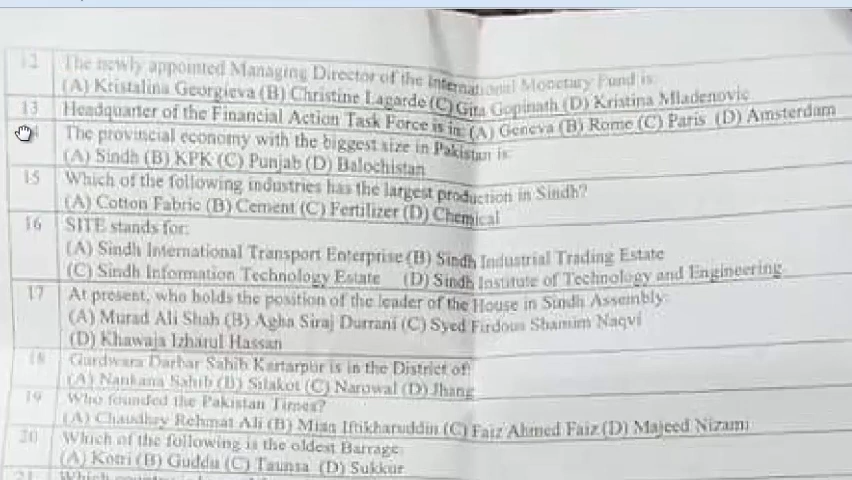 12 The newly appointed Managing Director of the International Monetary Fund is
(A) Kristalina Georgieva (B) Christine Lagarde (C) Gita Gopinath (D) Kristina Mladenovic
13 Headquarter of the Financial Action Task Force is in: (A) Geneva (B) Rome (C) Paris (D) Amsterdam
The provincial economy with the biggest size in Pakistan is:
(A) Sindh (B) KPK (C) Punjab (D) Balochistan
15 Which of the following industries has the largest production in Sindh?
(A) Cotton Fabric (B) Cement (C) Fertilizer (D) Chemical
16 SITE stands for:
(A) Sindh International Transport Enterprise (B) Sindh Industrial Trading Estate
(C) Sindh Information Technology Estate (D) Sindh Institute of Technology and Engineering
17 At present, who holds the position of the leader of the House in Sindh Assembly:
(A) Murad Ali Shah (B) Agha Siraj Durrani (C) Syed Firdous Shamim Naqvi
(D) Khawaja Izharul Hassan
18 Gurdwara Darbar Sahib Kartarpur is in the District of:
(A) Nankana Sahib (B) Silakot (C) Narowal (D) Jhang
19 Who founded the Pakistan Times?
(A) Chaudhry Rehmat Ali (B) Mian Iftikharuddin (C) Faiz Ahmed Faiz (D) Majeed Nizami
20 Which of the following is the oldest Barrage:
(A) Kotri (B) Guddu (C) Taunsa (D) Sukkur
21 Which country